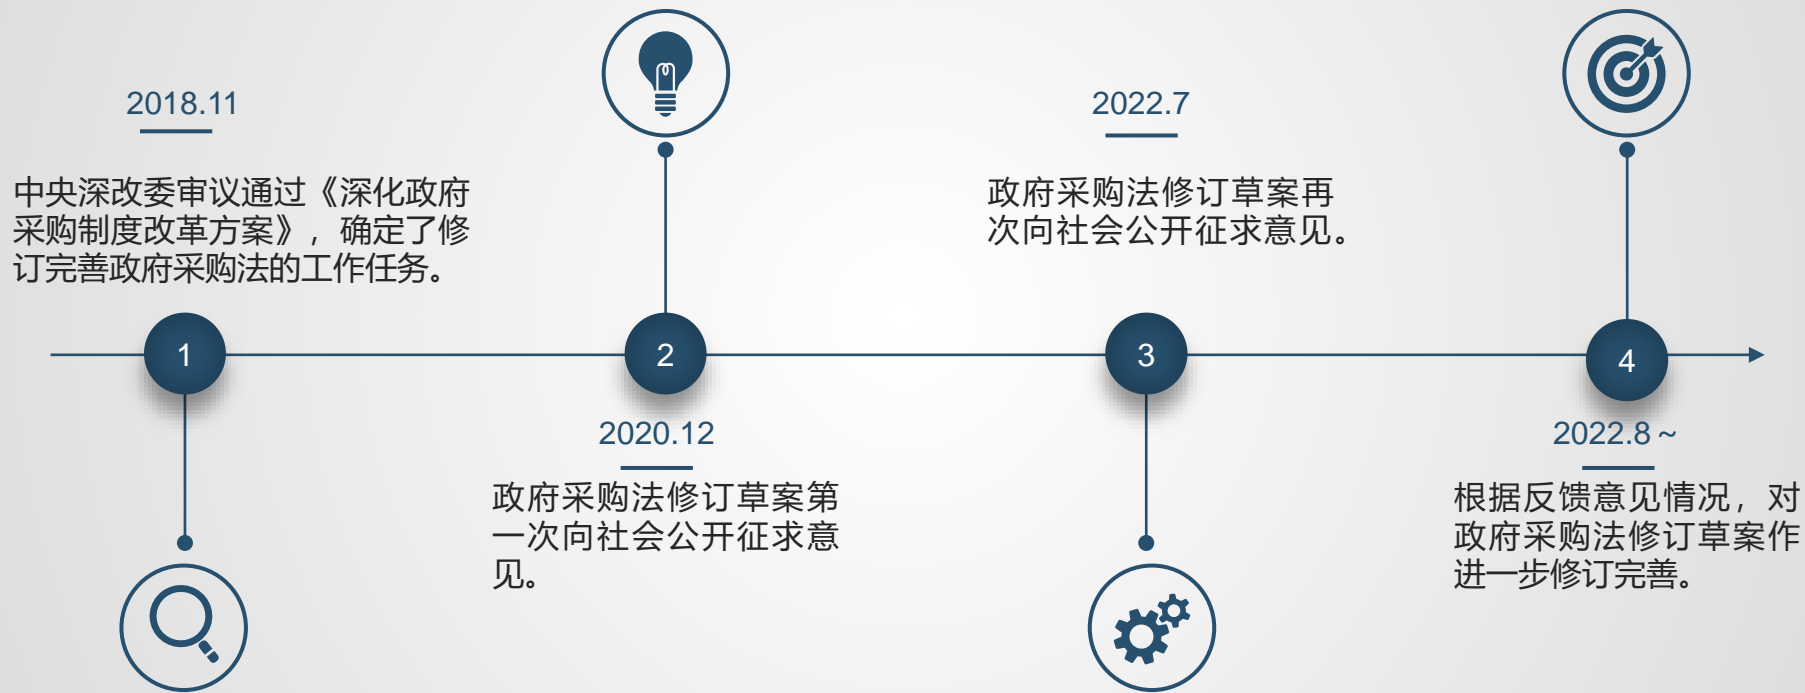 2018.11
中央深改委审议通过《深化政府
采购制度改革方案》，确定了修
订完善政府采购法的工作任务。
1
2
2020.12
政府采购法修订草案第
一次向社会公开征求意
见。
2022.7
政府采购法修订草案再
次向社会公开征求意见。
3
4
2022.8～
根据反馈意见情况，对
政府采购法修订草案作
进一步修订完善。